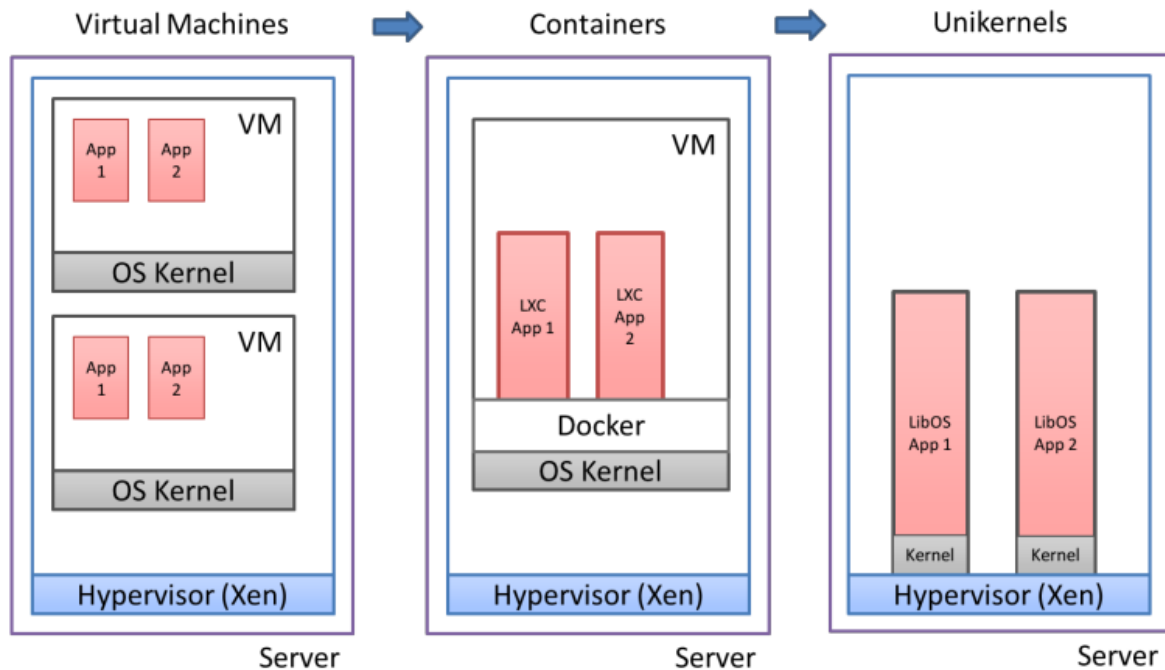 Virtual Machines
Containers
Unikernels
VM
App
1
App
2
OS Kernel
VM
App
1
App
2
OS Kernel
Hypervisor (Xen)
Server
VM
LXC
App 1
LXC
App
2
Docker
OS Kernel
Hypervisor (Xen)
Server
LibOS
App 1
LibOS
App 2
Kernel
Kernel
Hypervisor (Xen)
Server